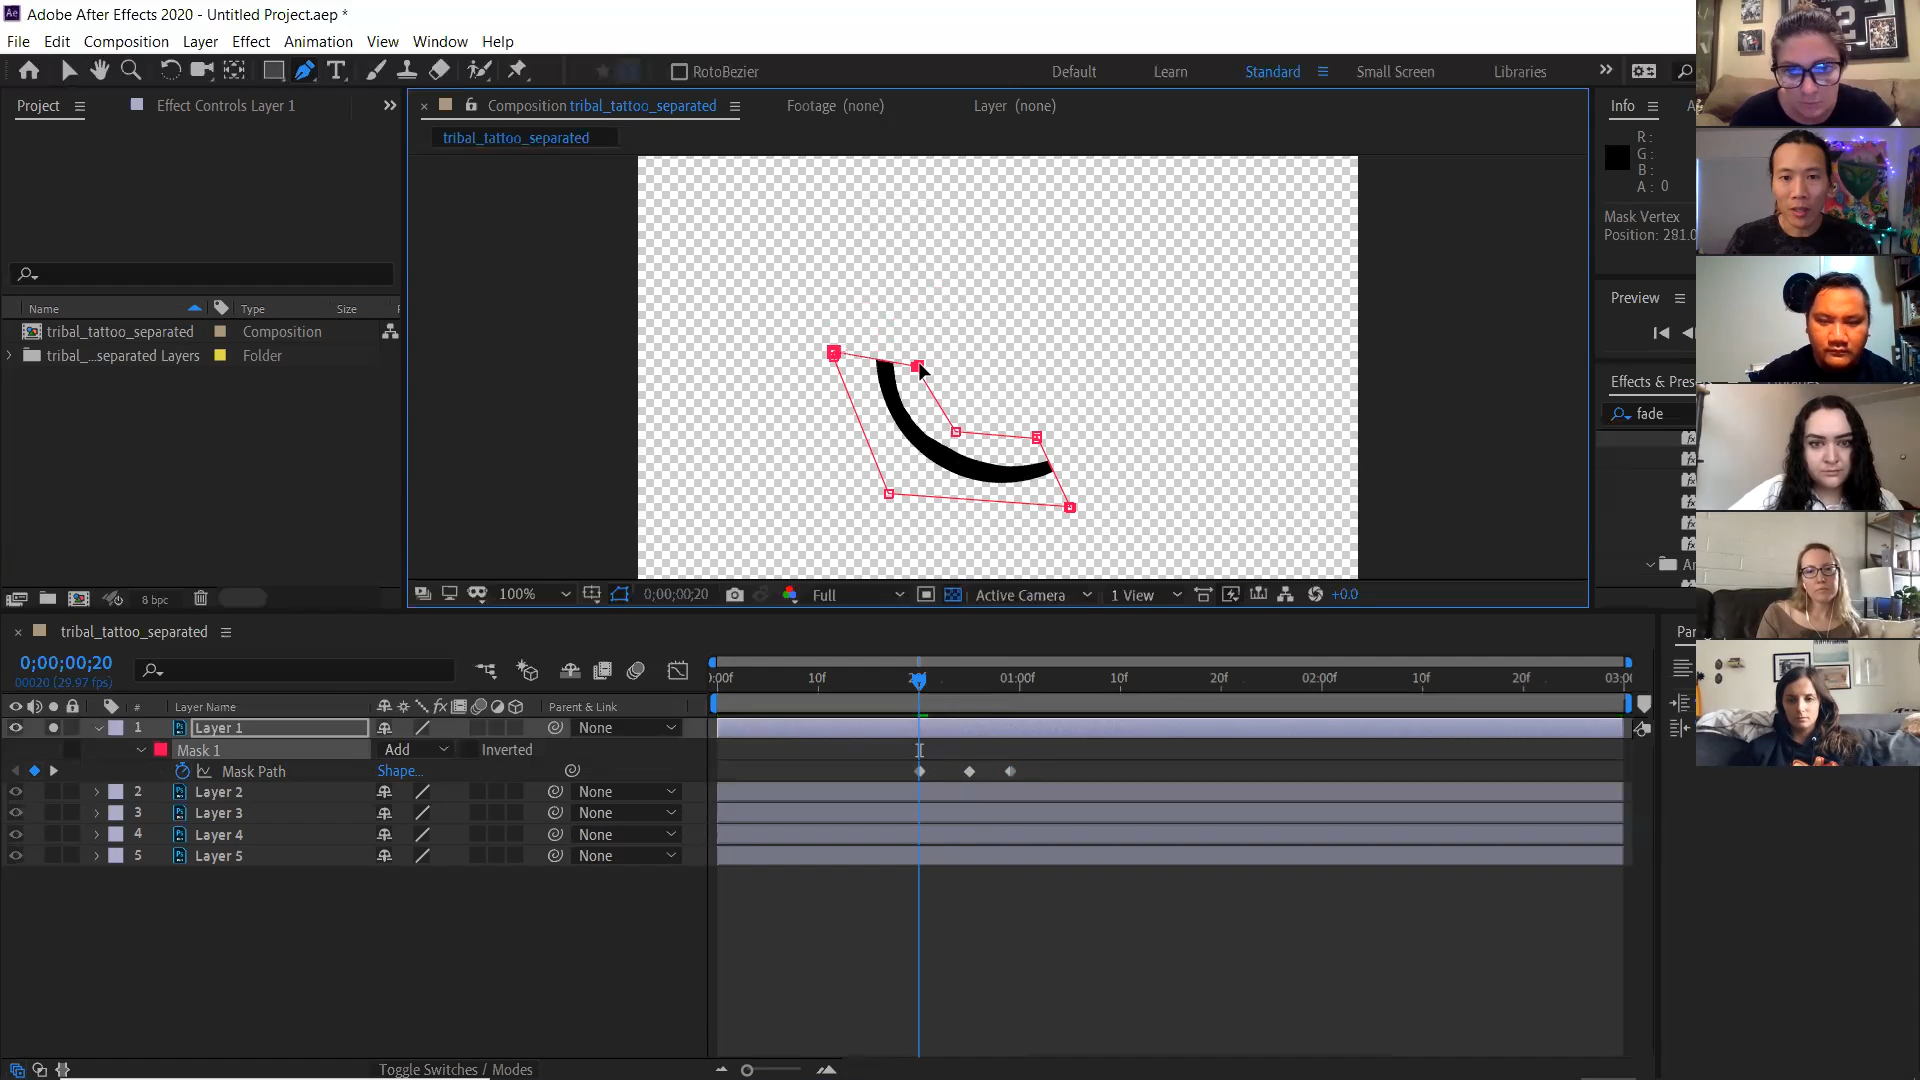 Adobe After Effects 2020 - Untitled Project.aep *
File Edit Composition Layer Effect Animation View Window Help
RotoBezier Default Learn Standard Small Screen Libraries
Project Effect Controls Layer 1
Composition tribal_tattoo_separated Footage (none) Layer (none)
tribal_tattoo_separated
Info
R :
G :
B :
A : 0
Mask Vertex
Position: 281.0
Preview
Effects & Pres
fade
Name Type Size
tribal_tattoo_separated Composition
tribal_...separated Layers Folder
8 bpc
100% 0;00;00;20 Full Active Camera 1 View +0.0
tribal_tattoo_separated
0;00;00;20
00020 (29.97 fps)
10f 01:00f 10f 20f 02:00f 10f 20f
# Layer Name Parent & Link
1 Layer 1 None
Mask 1 Add Inverted
Mask Path Shape...
2 Layer 2 None
3 Layer 3 None
4 Layer 4 None
5 Layer 5 None
Toggle Switches / Modes